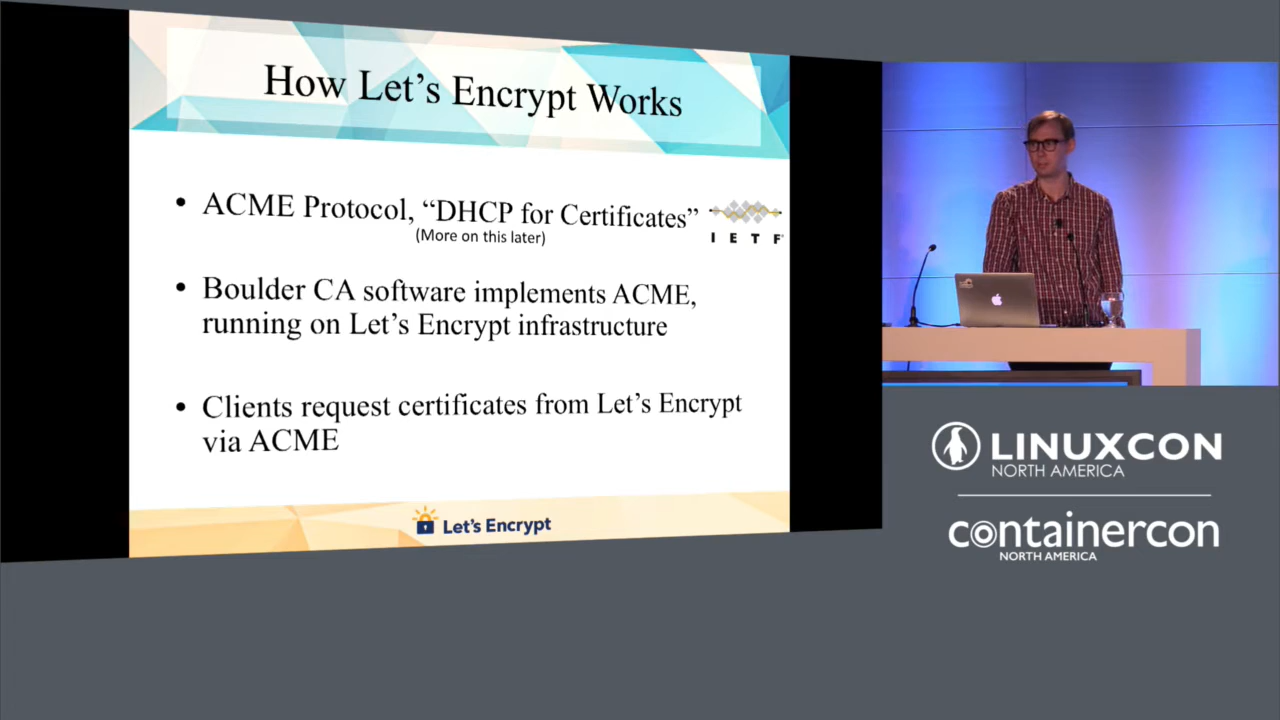 How Let's Encrypt Works
• ACME Protocol, “DHCP for Certificates”
(More on this later)
I E T F
• Boulder CA software implements ACME,
running on Let's Encrypt infrastructure
• Clients request certificates from Let's Encrypt
via ACME
Let's Encrypt
LINUXCON
NORTH AMERICA
containercon
NORTH AMERICA